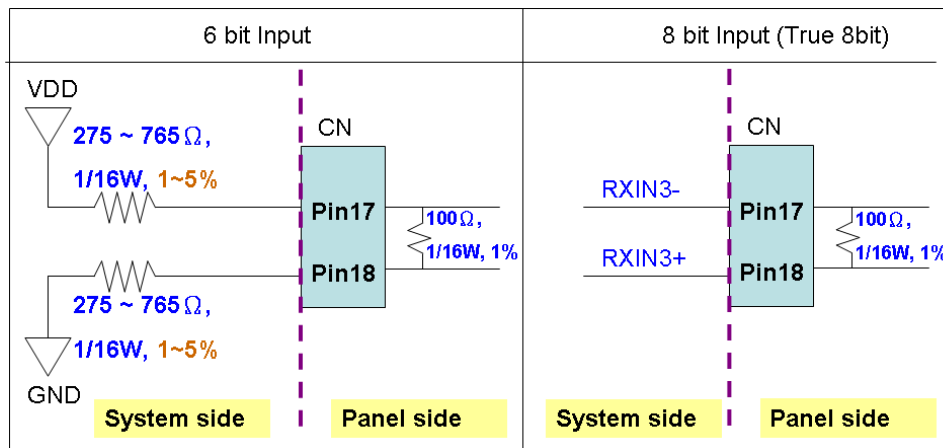 6 bit Input
VDD
275 ~ 765Ω,
1/16W, 1~5%
CN
Pin17
Pin18
100Ω,
1/16W, 1%
275 ~ 765Ω,
1/16W, 1~5%
GND
System side
Panel side
8 bit Input (True 8bit)
CN
RXIN3-
RXIN3+
Pin17
Pin18
100Ω,
1/16W, 1%
System side
Panel side